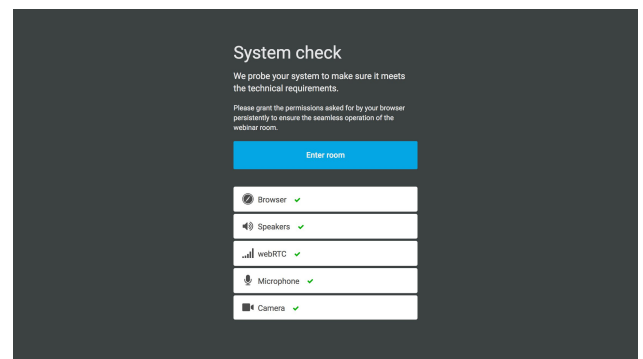 System check
We probe your system to make sure it meets
the technical requirements.
Please grant the permissions asked for by your browser
persistently to ensure the seamless operation of the
webinar room.
Enter room
Browser
Speakers
webRTC
Microphone
Camera